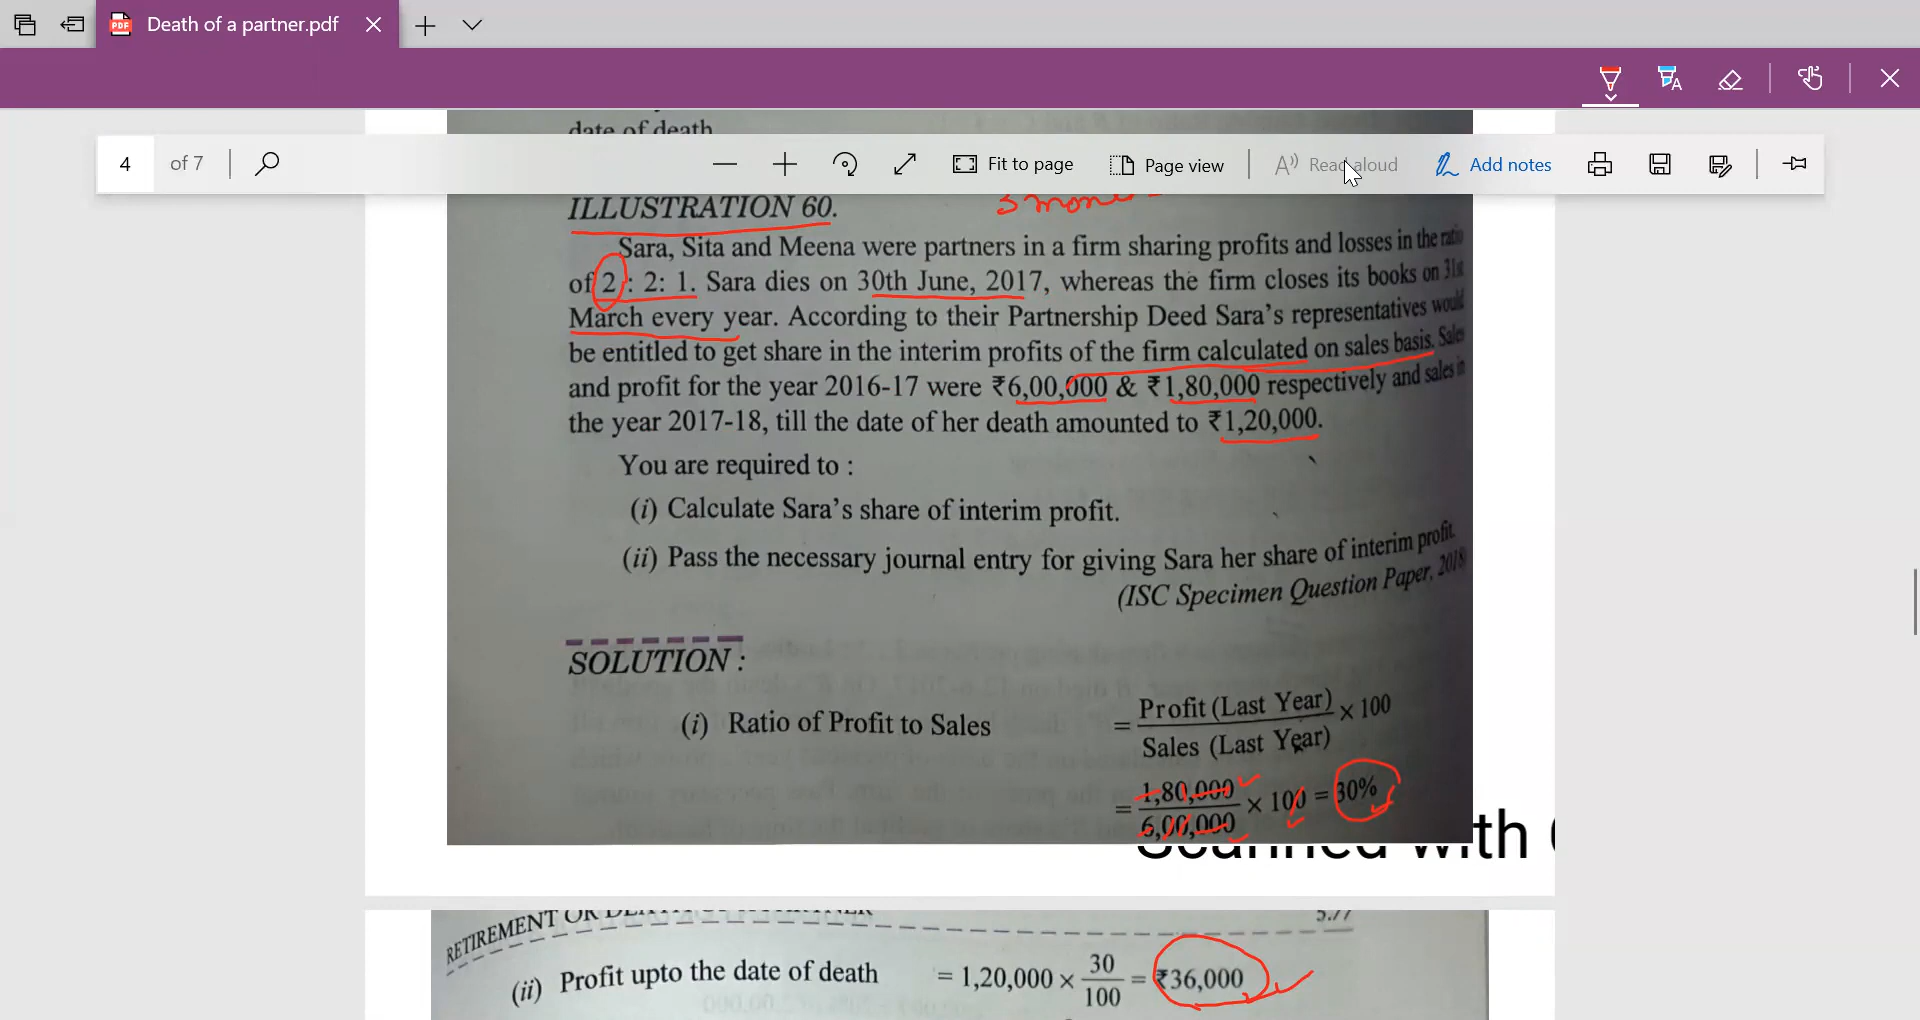 Death of a partner.pdf
date of death
4 of 7 Fit to page Page view Read aloud Add notes
ILLUSTRATION 60.
Sara, Sita and Meena were partners in a firm sharing profits and losses in the ratio
of 2 : 2: 1. Sara dies on 30th June, 2017, whereas the firm closes its books on 31st
March every year. According to their Partnership Deed Sara's representatives would
be entitled to get share in the interim profits of the firm calculated on sales basis. Sales
and profit for the year 2016-17 were ₹6,00,000 & ₹1,80,000 respectively and sales in
the year 2017-18, till the date of her death amounted to ₹1,20,000.
You are required to :
(i) Calculate Sara's share of interim profit.
(ii) Pass the necessary journal entry for giving Sara her share of interim profit.
(ISC Specimen Question Paper, 2018
SOLUTION :
(i) Ratio of Profit to Sales = Profit (Last Year) / Sales (Last Year) × 100
= 1,80,000 / 6,00,000 × 100 = 30%
Scanned with
RETIREMENT OR 5.77
(ii) Profit upto the date of death = 1,20,000 × 30 / 100 = ₹36,000